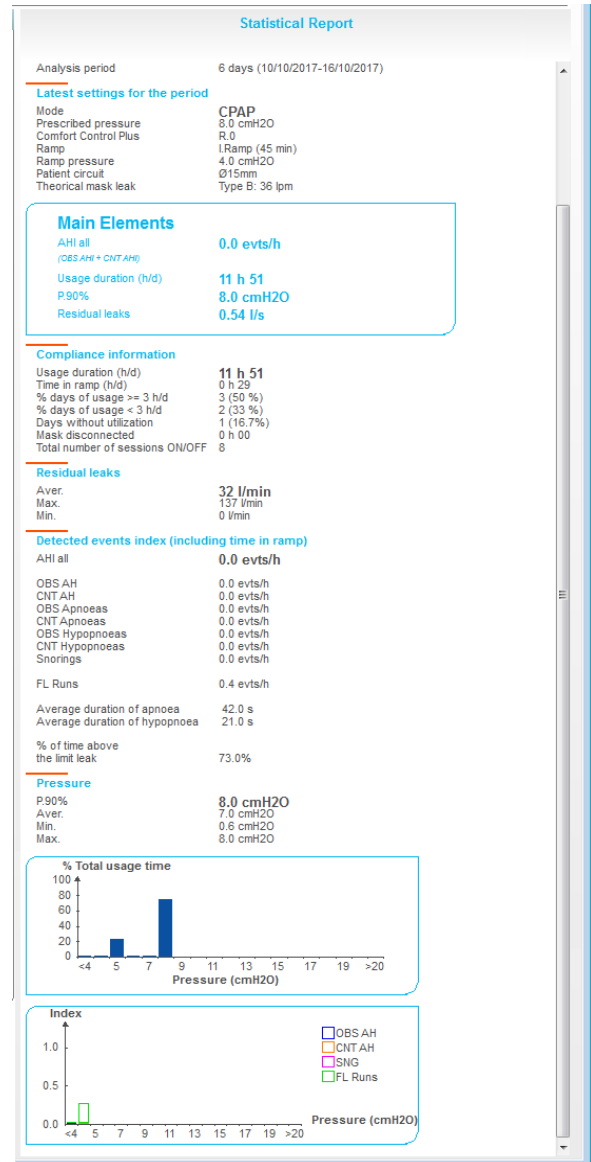 Statistical Report
Analysis period 6 days (10/10/2017-16/10/2017)
Latest settings for the period
Mode CPAP
Prescribed pressure 8.0 cmH2O
Comfort Control Plus R.0
Ramp I.Ramp (45 min)
Ramp pressure 4.0 cmH2O
Patient circuit Ø15mm
Theorical mask leak Type B: 36 lpm
Main Elements
AHI all 0.0 evts/h
(OBS AHI + CNT AHI)
Usage duration (h/d) 11 h 51
P.90% 8.0 cmH2O
Residual leaks 0.54 l/s
Compliance information
Usage duration (h/d) 11 h 51
Time in ramp (h/d) 0 h 29
% days of usage >= 3 h/d 3 (50 %)
% days of usage < 3 h/d 2 (33 %)
Days without utilization 1 (16.7%)
Mask disconnected 0 h 00
Total number of sessions ON/OFF 8
Residual leaks
Aver. 32 l/min
Max. 137 l/min
Min. 0 l/min
Detected events index (including time in ramp)
AHI all 0.0 evts/h
OBS AH 0.0 evts/h
CNT AH 0.0 evts/h
OBS Apnoeas 0.0 evts/h
CNT Apnoeas 0.0 evts/h
OBS Hypopnoeas 0.0 evts/h
CNT Hypopnoeas 0.0 evts/h
Snorings 0.0 evts/h
FL Runs 0.4 evts/h
Average duration of apnoea 42.0 s
Average duration of hypopnoea 21.0 s
% of time above
the limit leak 73.0%
Pressure
P.90% 8.0 cmH2O
Aver. 7.0 cmH2O
Min. 0.6 cmH2O
Max. 8.0 cmH2O
% Total usage time
100
80
60
40
20
0
<4 5 7 9 11 13 15 17 19 >20
Pressure (cmH2O)
Index
OBS AH
1.0 CNT AH
SNG
FL Runs
0.5
Pressure (cmH2O)
0.0
<4 5 7 9 11 13 15 17 19 >20